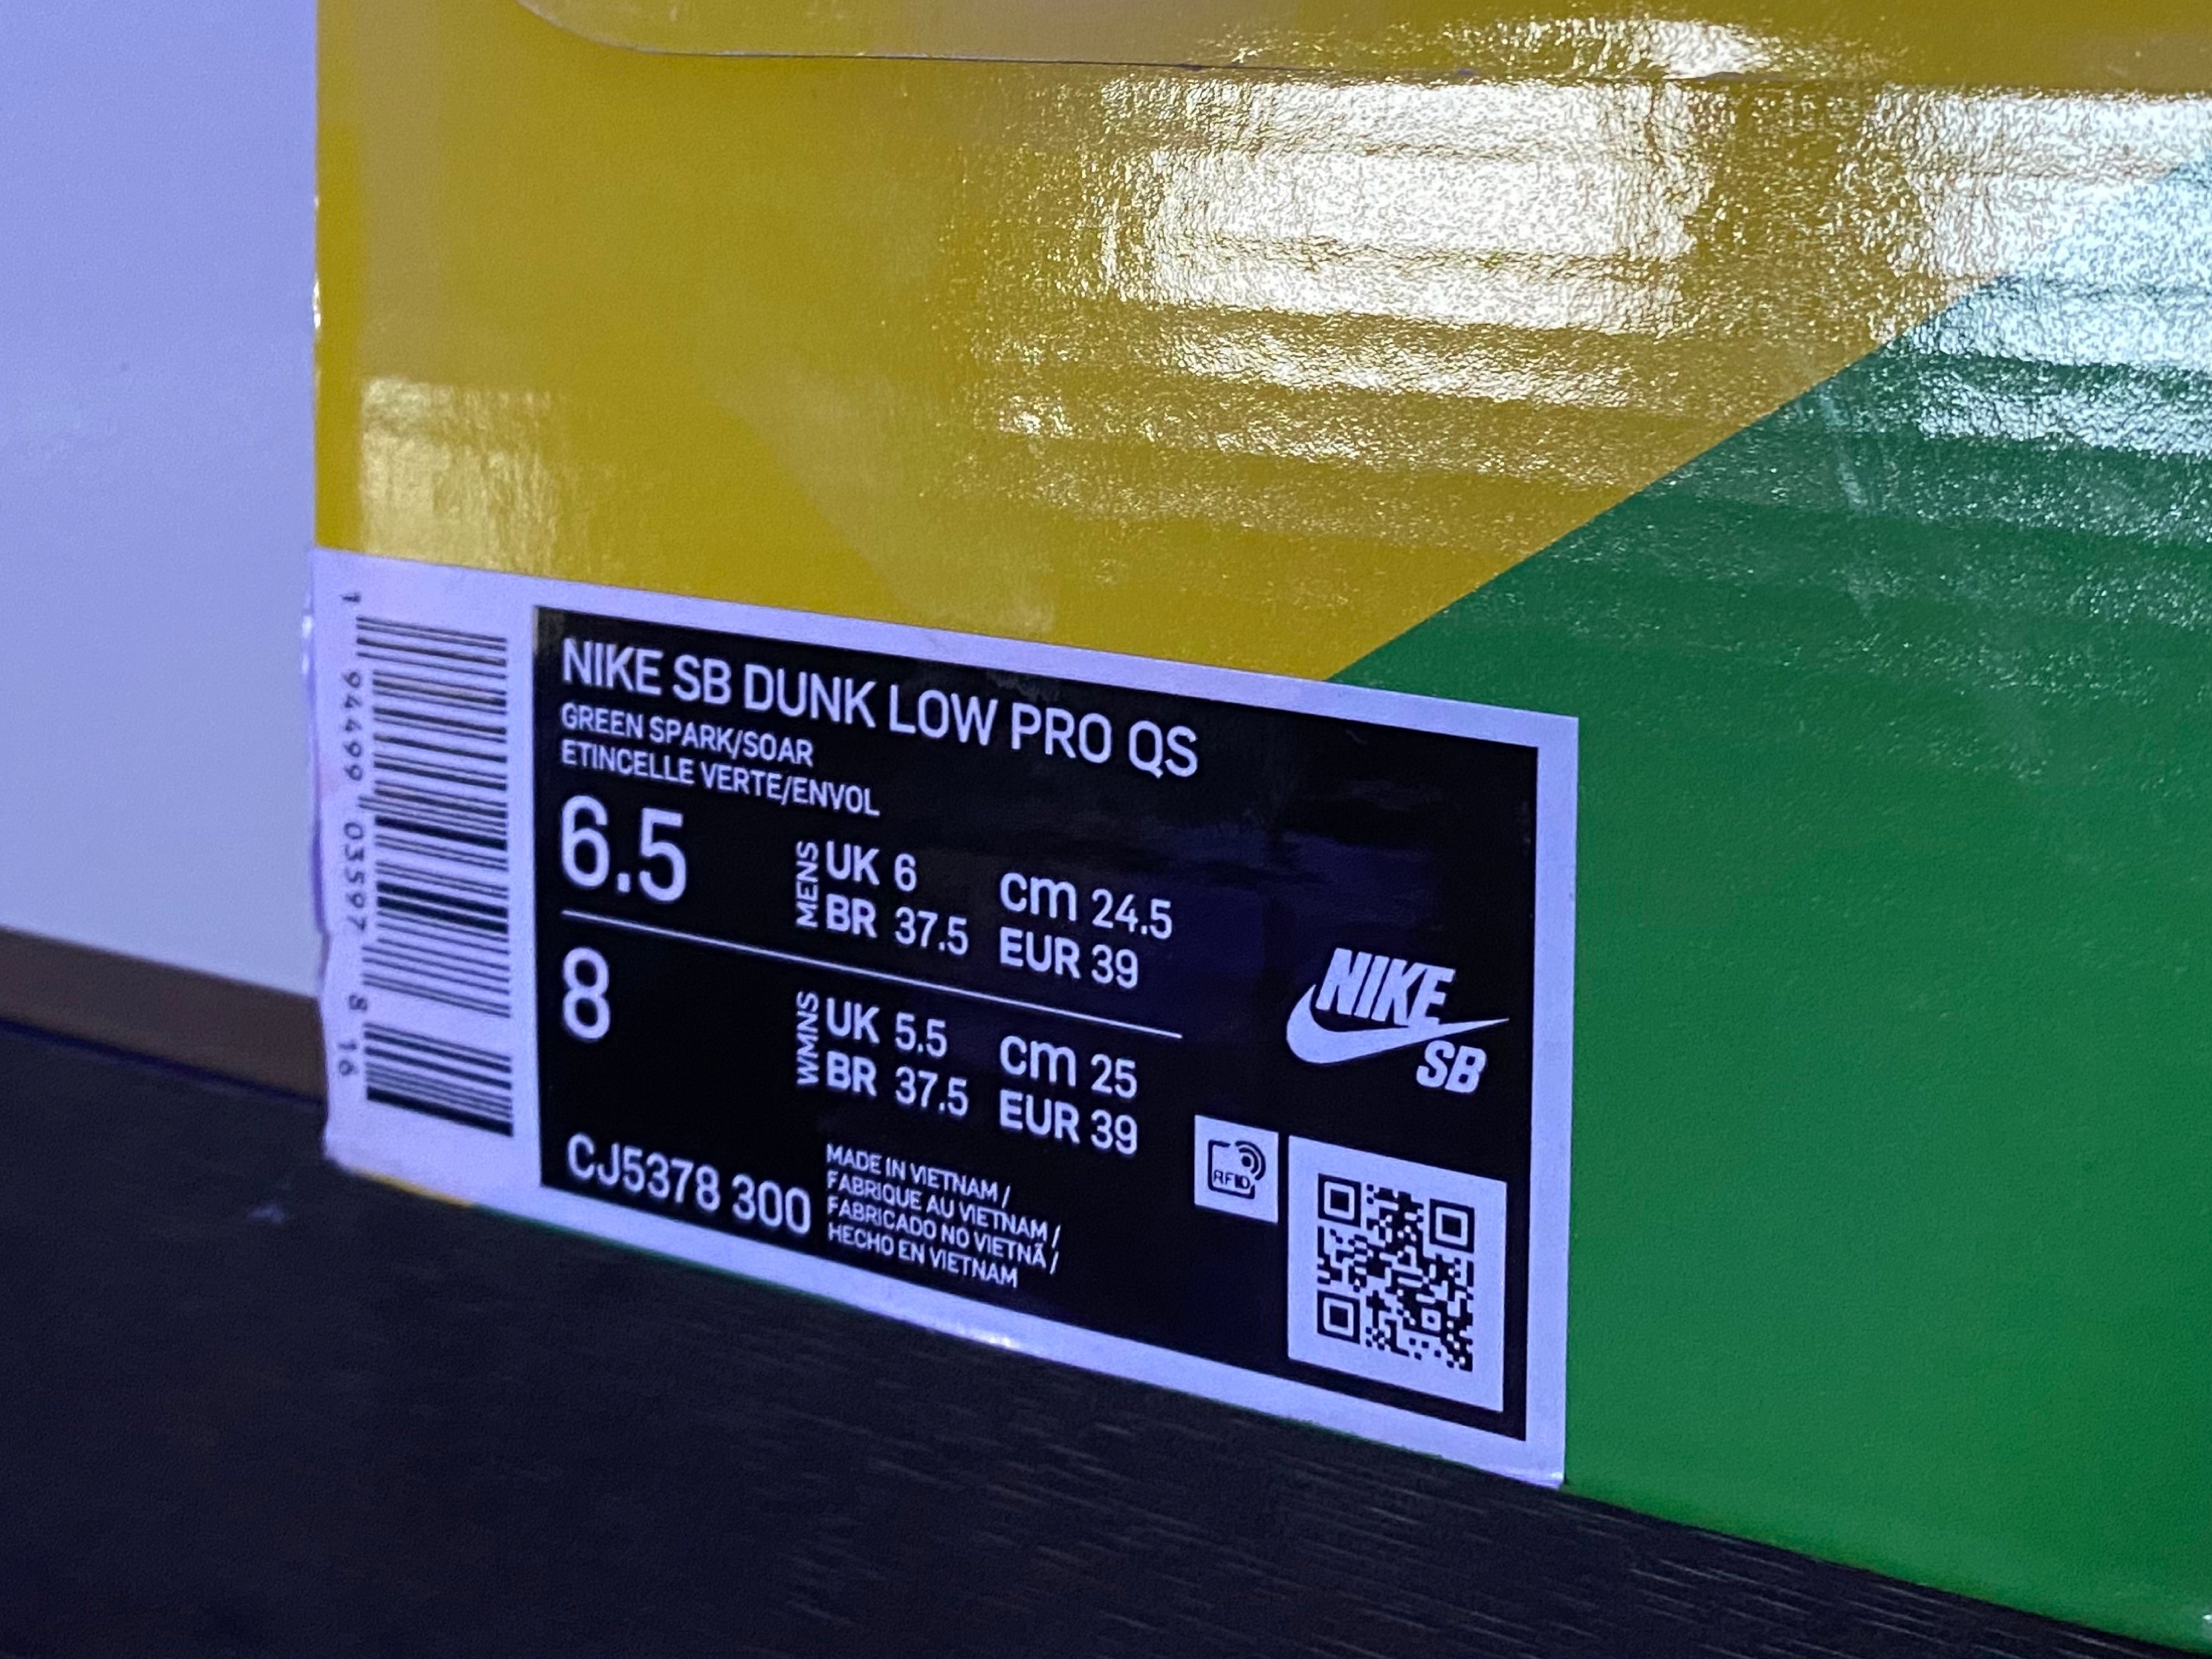 1 94499 03597 8 16
NIKE SB DUNK LOW PRO QS
GREEN SPARK/SOAR
ETINCELLE VERTE/ENVOL
6.5
MENS
UK 6 cm 24.5
BR 37.5 EUR 39
8
WMNS
UK 5.5 cm 25
BR 37.5 EUR 39
NIKE
SB
CJ5378 300
MADE IN VIETNAM /
FABRIQUE AU VIETNAM /
FABRICADO NO VIETNÃ /
HECHO EN VIETNAM
RFID